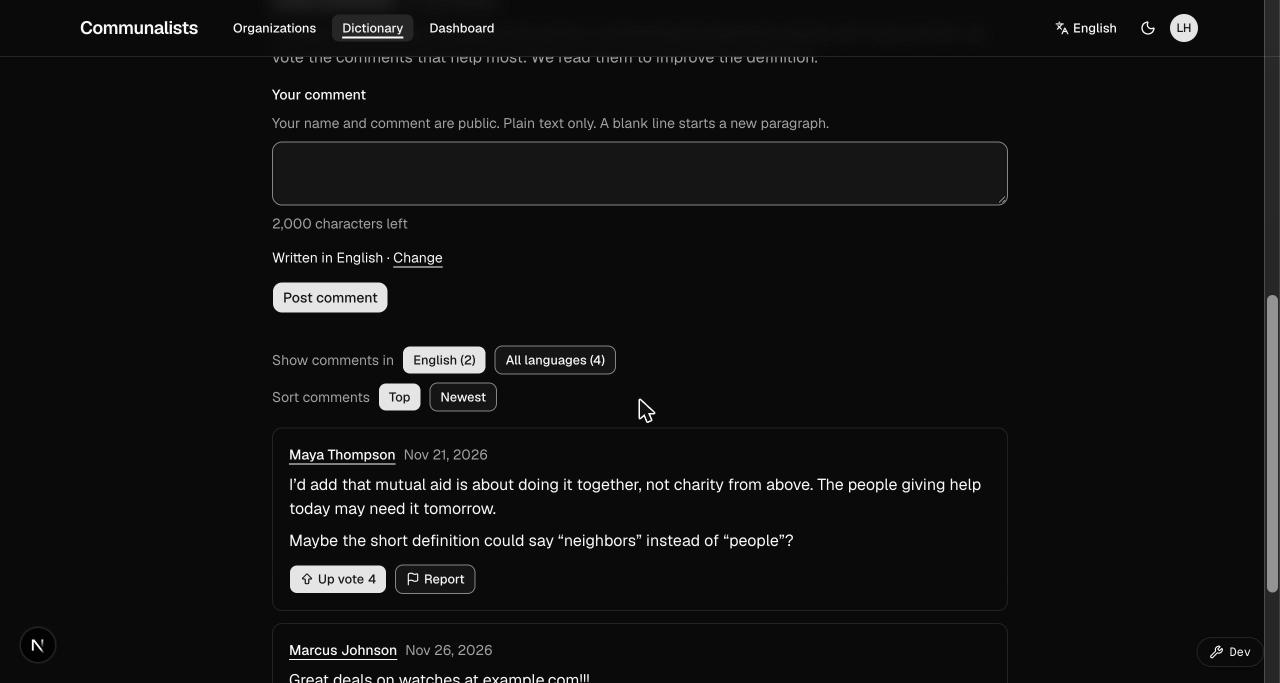 Communalists
Organizations
Dictionary
Dashboard
English
LH
vote the comments that help most. We read them to improve the definition.
Your comment
Your name and comment are public. Plain text only. A blank line starts a new paragraph.
2,000 characters left
Written in English · Change
Post comment
Show comments in
English (2)
All languages (4)
Sort comments
Top
Newest
Maya Thompson Nov 21, 2026
I’d add that mutual aid is about doing it together, not charity from above. The people giving help
today may need it tomorrow.
Maybe the short definition could say “neighbors” instead of “people”?
Up vote 4
Report
Marcus Johnson Nov 26, 2026
Great deals on watches at example.com!!!
N
Dev